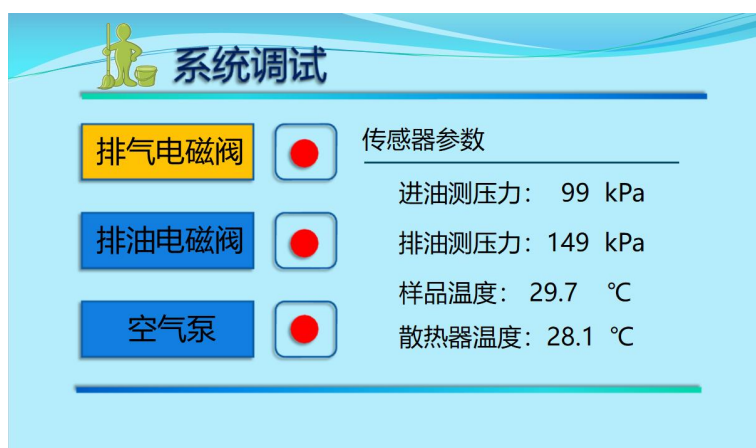 系统调试
排气电磁阀
排油电磁阀
空气泵
传感器参数
进油测压力： 99 kPa
排油测压力：149 kPa
样品温度： 29.7 ℃
散热器温度：28.1 ℃